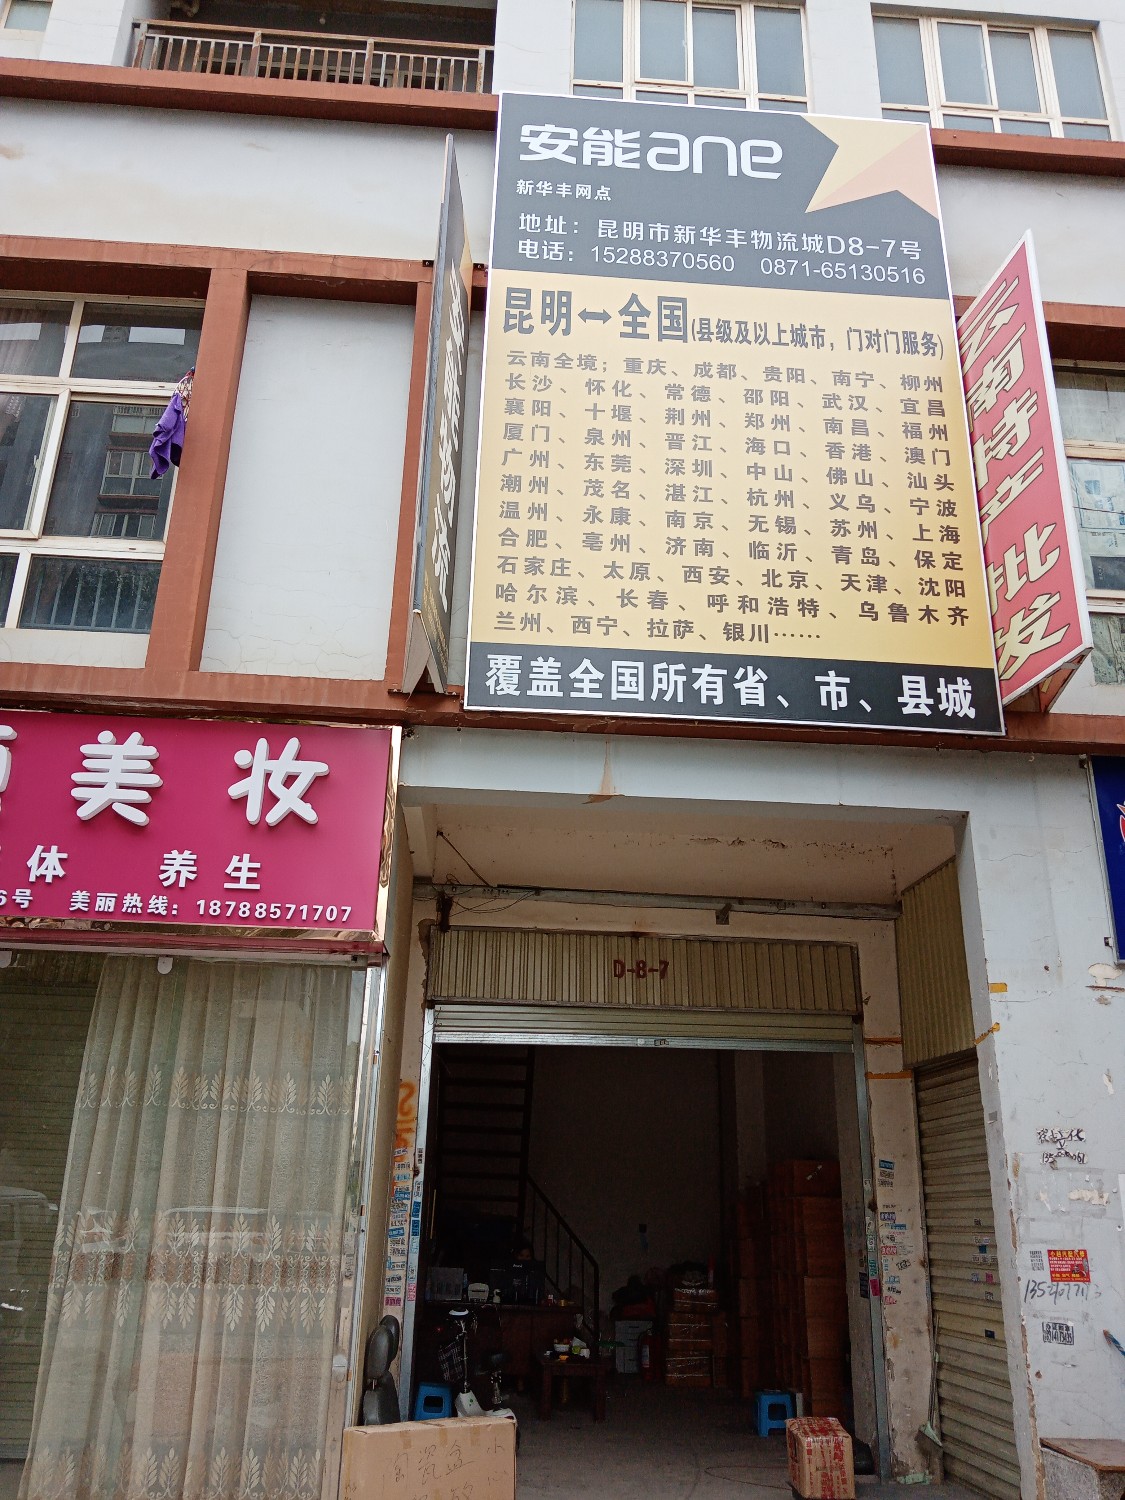 安能ane
新华丰网点
地址：昆明市新华丰物流城D8-7号
电话：15288370560 0871-65130516
昆明↔全国(县级及以上城市，门对门服务)
云南全境；重庆、成都、贵阳、南宁、柳州
长沙、怀化、常德、邵阳、武汉、宜昌
襄阳、十堰、荆州、郑州、南昌、福州
厦门、泉州、晋江、海口、香港、澳门
广州、东莞、深圳、中山、佛山、汕头
潮州、茂名、湛江、杭州、义乌、宁波
温州、永康、南京、无锡、苏州、上海
合肥、亳州、济南、临沂、青岛、保定
石家庄、太原、西安、北京、天津、沈阳
哈尔滨、长春、呼和浩特、乌鲁木齐
兰州、西宁、拉萨、银川……
覆盖全国所有省、市、县城
云南特产批发
美妆
体 养生
6号 美丽热线：18788571707
D-8-7